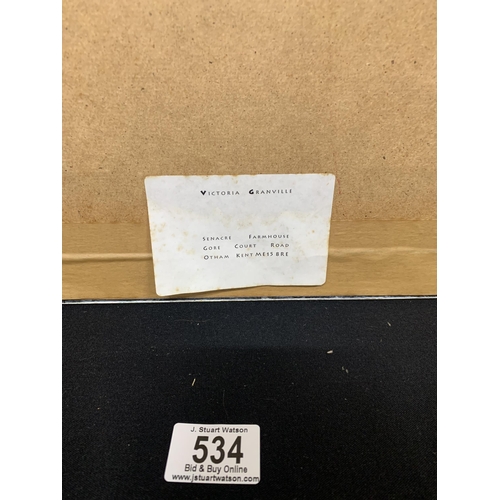 Victoria Granville
Senacre Farmhouse
Gore Court Road
Otham Kent ME15 8RE
J. Stuart Watson
534
Bid & Buy Online
www.jstuartwatson.com